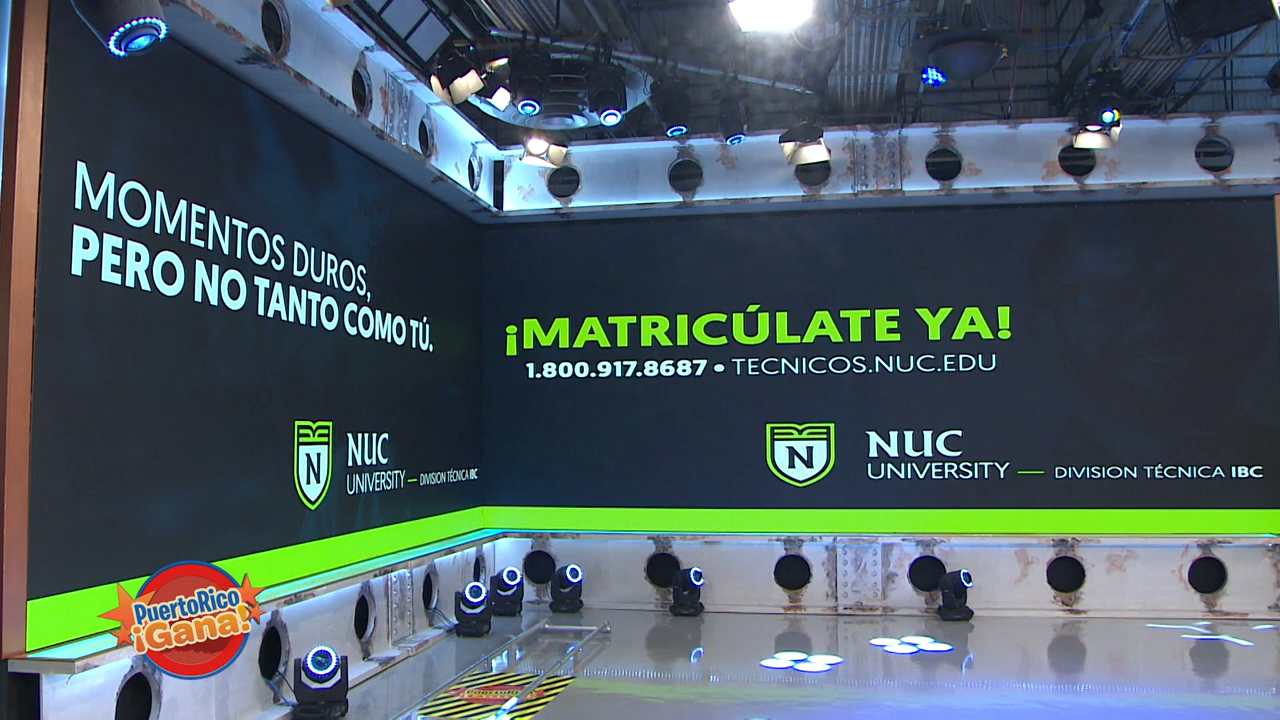 MOMENTOS DUROS,
PERO NO TANTO COMO TÚ.
N
NUC
UNIVERSITY — DIVISION TÉCNICA IBC
¡MATRICÚLATE YA!
1.800.917.8687 • TECNICOS.NUC.EDU
N
NUC
UNIVERSITY — DIVISION TÉCNICA IBC
PuertoRico
¡Gana!
PuertoRico